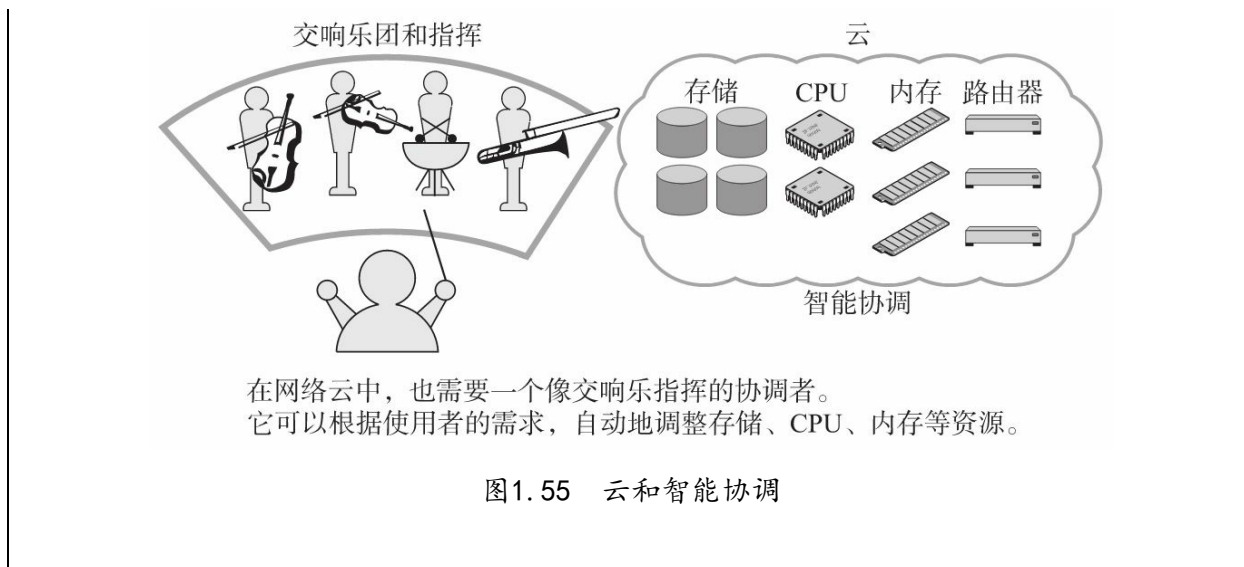 交响乐团和指挥
云
存储 CPU 内存 路由器
智能协调
在网络云中，也需要一个像交响乐指挥的协调者。
它可以根据使用者的需求，自动地调整存储、CPU、内存等资源。
图1.55 云和智能协调